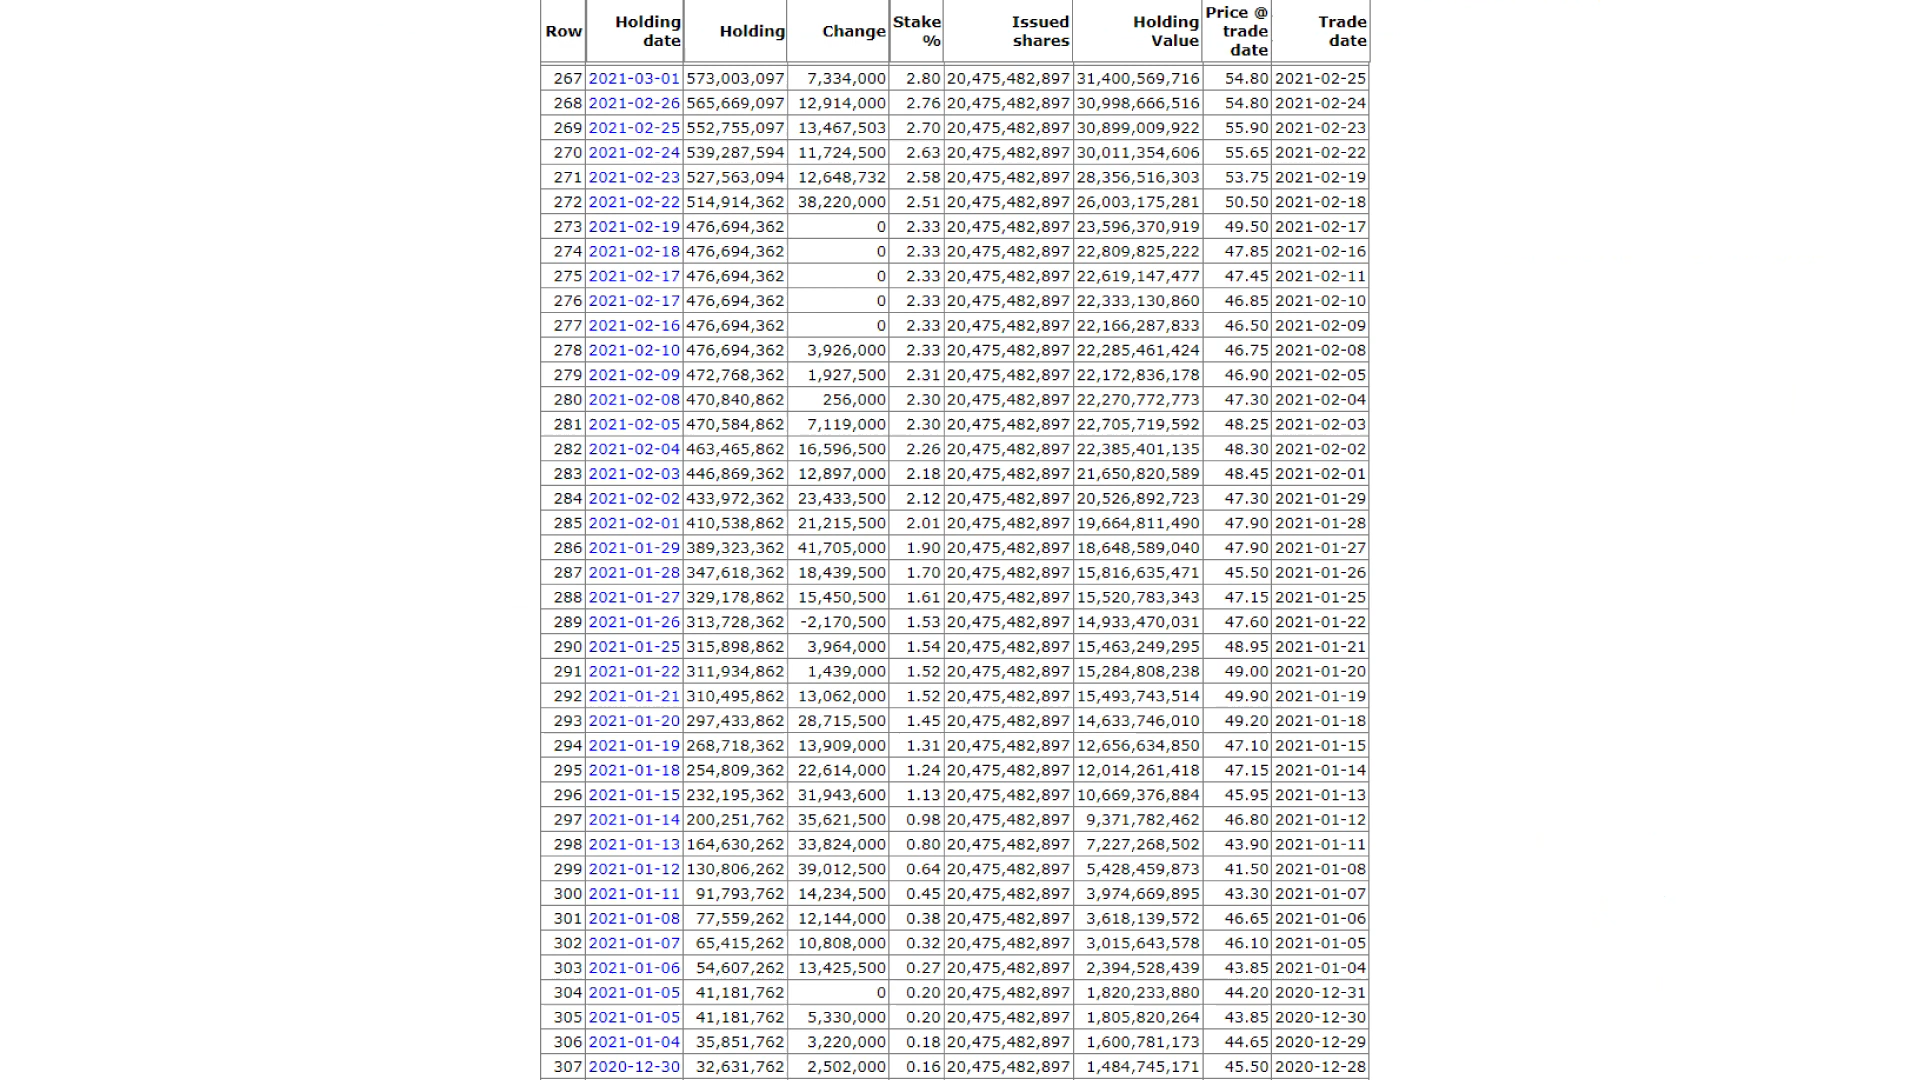 Row Holding date Holding Change Stake % Issued shares Holding Value Price @ trade date Trade date
267 2021-03-01 573,003,097 7,334,000 2.80 20,475,482,897 31,400,569,716 54.80 2021-02-25
268 2021-02-26 565,669,097 12,914,000 2.76 20,475,482,897 30,998,666,516 54.80 2021-02-24
269 2021-02-25 552,755,097 13,467,503 2.70 20,475,482,897 30,899,009,922 55.90 2021-02-23
270 2021-02-24 539,287,594 11,724,500 2.63 20,475,482,897 30,011,354,606 55.65 2021-02-22
271 2021-02-23 527,563,094 12,648,732 2.58 20,475,482,897 28,356,516,303 53.75 2021-02-19
272 2021-02-22 514,914,362 38,220,000 2.51 20,475,482,897 26,003,175,281 50.50 2021-02-18
273 2021-02-19 476,694,362 0 2.33 20,475,482,897 23,596,370,919 49.50 2021-02-17
274 2021-02-18 476,694,362 0 2.33 20,475,482,897 22,809,825,222 47.85 2021-02-16
275 2021-02-17 476,694,362 0 2.33 20,475,482,897 22,619,147,477 47.45 2021-02-11
276 2021-02-17 476,694,362 0 2.33 20,475,482,897 22,333,130,860 46.85 2021-02-10
277 2021-02-16 476,694,362 0 2.33 20,475,482,897 22,166,287,833 46.50 2021-02-09
278 2021-02-10 476,694,362 3,926,000 2.33 20,475,482,897 22,285,461,424 46.75 2021-02-08
279 2021-02-09 472,768,362 1,927,500 2.31 20,475,482,897 22,172,836,178 46.90 2021-02-05
280 2021-02-08 470,840,862 256,000 2.30 20,475,482,897 22,270,772,773 47.30 2021-02-04
281 2021-02-05 470,584,862 7,119,000 2.30 20,475,482,897 22,705,719,592 48.25 2021-02-03
282 2021-02-04 463,465,862 16,596,500 2.26 20,475,482,897 22,385,401,135 48.30 2021-02-02
283 2021-02-03 446,869,362 12,897,000 2.18 20,475,482,897 21,650,820,589 48.45 2021-02-01
284 2021-02-02 433,972,362 23,433,500 2.12 20,475,482,897 20,526,892,723 47.30 2021-01-29
285 2021-02-01 410,538,862 21,215,500 2.01 20,475,482,897 19,664,811,490 47.90 2021-01-28
286 2021-01-29 389,323,362 41,705,000 1.90 20,475,482,897 18,648,589,040 47.90 2021-01-27
287 2021-01-28 347,618,362 18,439,500 1.70 20,475,482,897 15,816,635,471 45.50 2021-01-26
288 2021-01-27 329,178,862 15,450,500 1.61 20,475,482,897 15,520,783,343 47.15 2021-01-25
289 2021-01-26 313,728,362 -2,170,500 1.53 20,475,482,897 14,933,470,031 47.60 2021-01-22
290 2021-01-25 315,898,862 3,964,000 1.54 20,475,482,897 15,463,249,295 48.95 2021-01-21
291 2021-01-22 311,934,862 1,439,000 1.52 20,475,482,897 15,284,808,238 49.00 2021-01-20
292 2021-01-21 310,495,862 13,062,000 1.52 20,475,482,897 15,493,743,514 49.90 2021-01-19
293 2021-01-20 297,433,862 28,715,500 1.45 20,475,482,897 14,633,746,010 49.20 2021-01-18
294 2021-01-19 268,718,362 13,909,000 1.31 20,475,482,897 12,656,634,850 47.10 2021-01-15
295 2021-01-18 254,809,362 22,614,000 1.24 20,475,482,897 12,014,261,418 47.15 2021-01-14
296 2021-01-15 232,195,362 31,943,600 1.13 20,475,482,897 10,669,376,884 45.95 2021-01-13
297 2021-01-14 200,251,762 35,621,500 0.98 20,475,482,897 9,371,782,462 46.80 2021-01-12
298 2021-01-13 164,630,262 33,824,000 0.80 20,475,482,897 7,227,268,502 43.90 2021-01-11
299 2021-01-12 130,806,262 39,012,500 0.64 20,475,482,897 5,428,459,873 41.50 2021-01-08
300 2021-01-11 91,793,762 14,234,500 0.45 20,475,482,897 3,974,669,895 43.30 2021-01-07
301 2021-01-08 77,559,262 12,144,000 0.38 20,475,482,897 3,618,139,572 46.65 2021-01-06
302 2021-01-07 65,415,262 10,808,000 0.32 20,475,482,897 3,015,643,578 46.10 2021-01-05
303 2021-01-06 54,607,262 13,425,500 0.27 20,475,482,897 2,394,528,439 43.85 2021-01-04
304 2021-01-05 41,181,762 0 0.20 20,475,482,897 1,820,233,880 44.20 2020-12-31
305 2021-01-05 41,181,762 5,330,000 0.20 20,475,482,897 1,805,820,264 43.85 2020-12-30
306 2021-01-04 35,851,762 3,220,000 0.18 20,475,482,897 1,600,781,173 44.65 2020-12-29
307 2020-12-30 32,631,762 2,502,000 0.16 20,475,482,897 1,484,745,171 45.50 2020-12-28